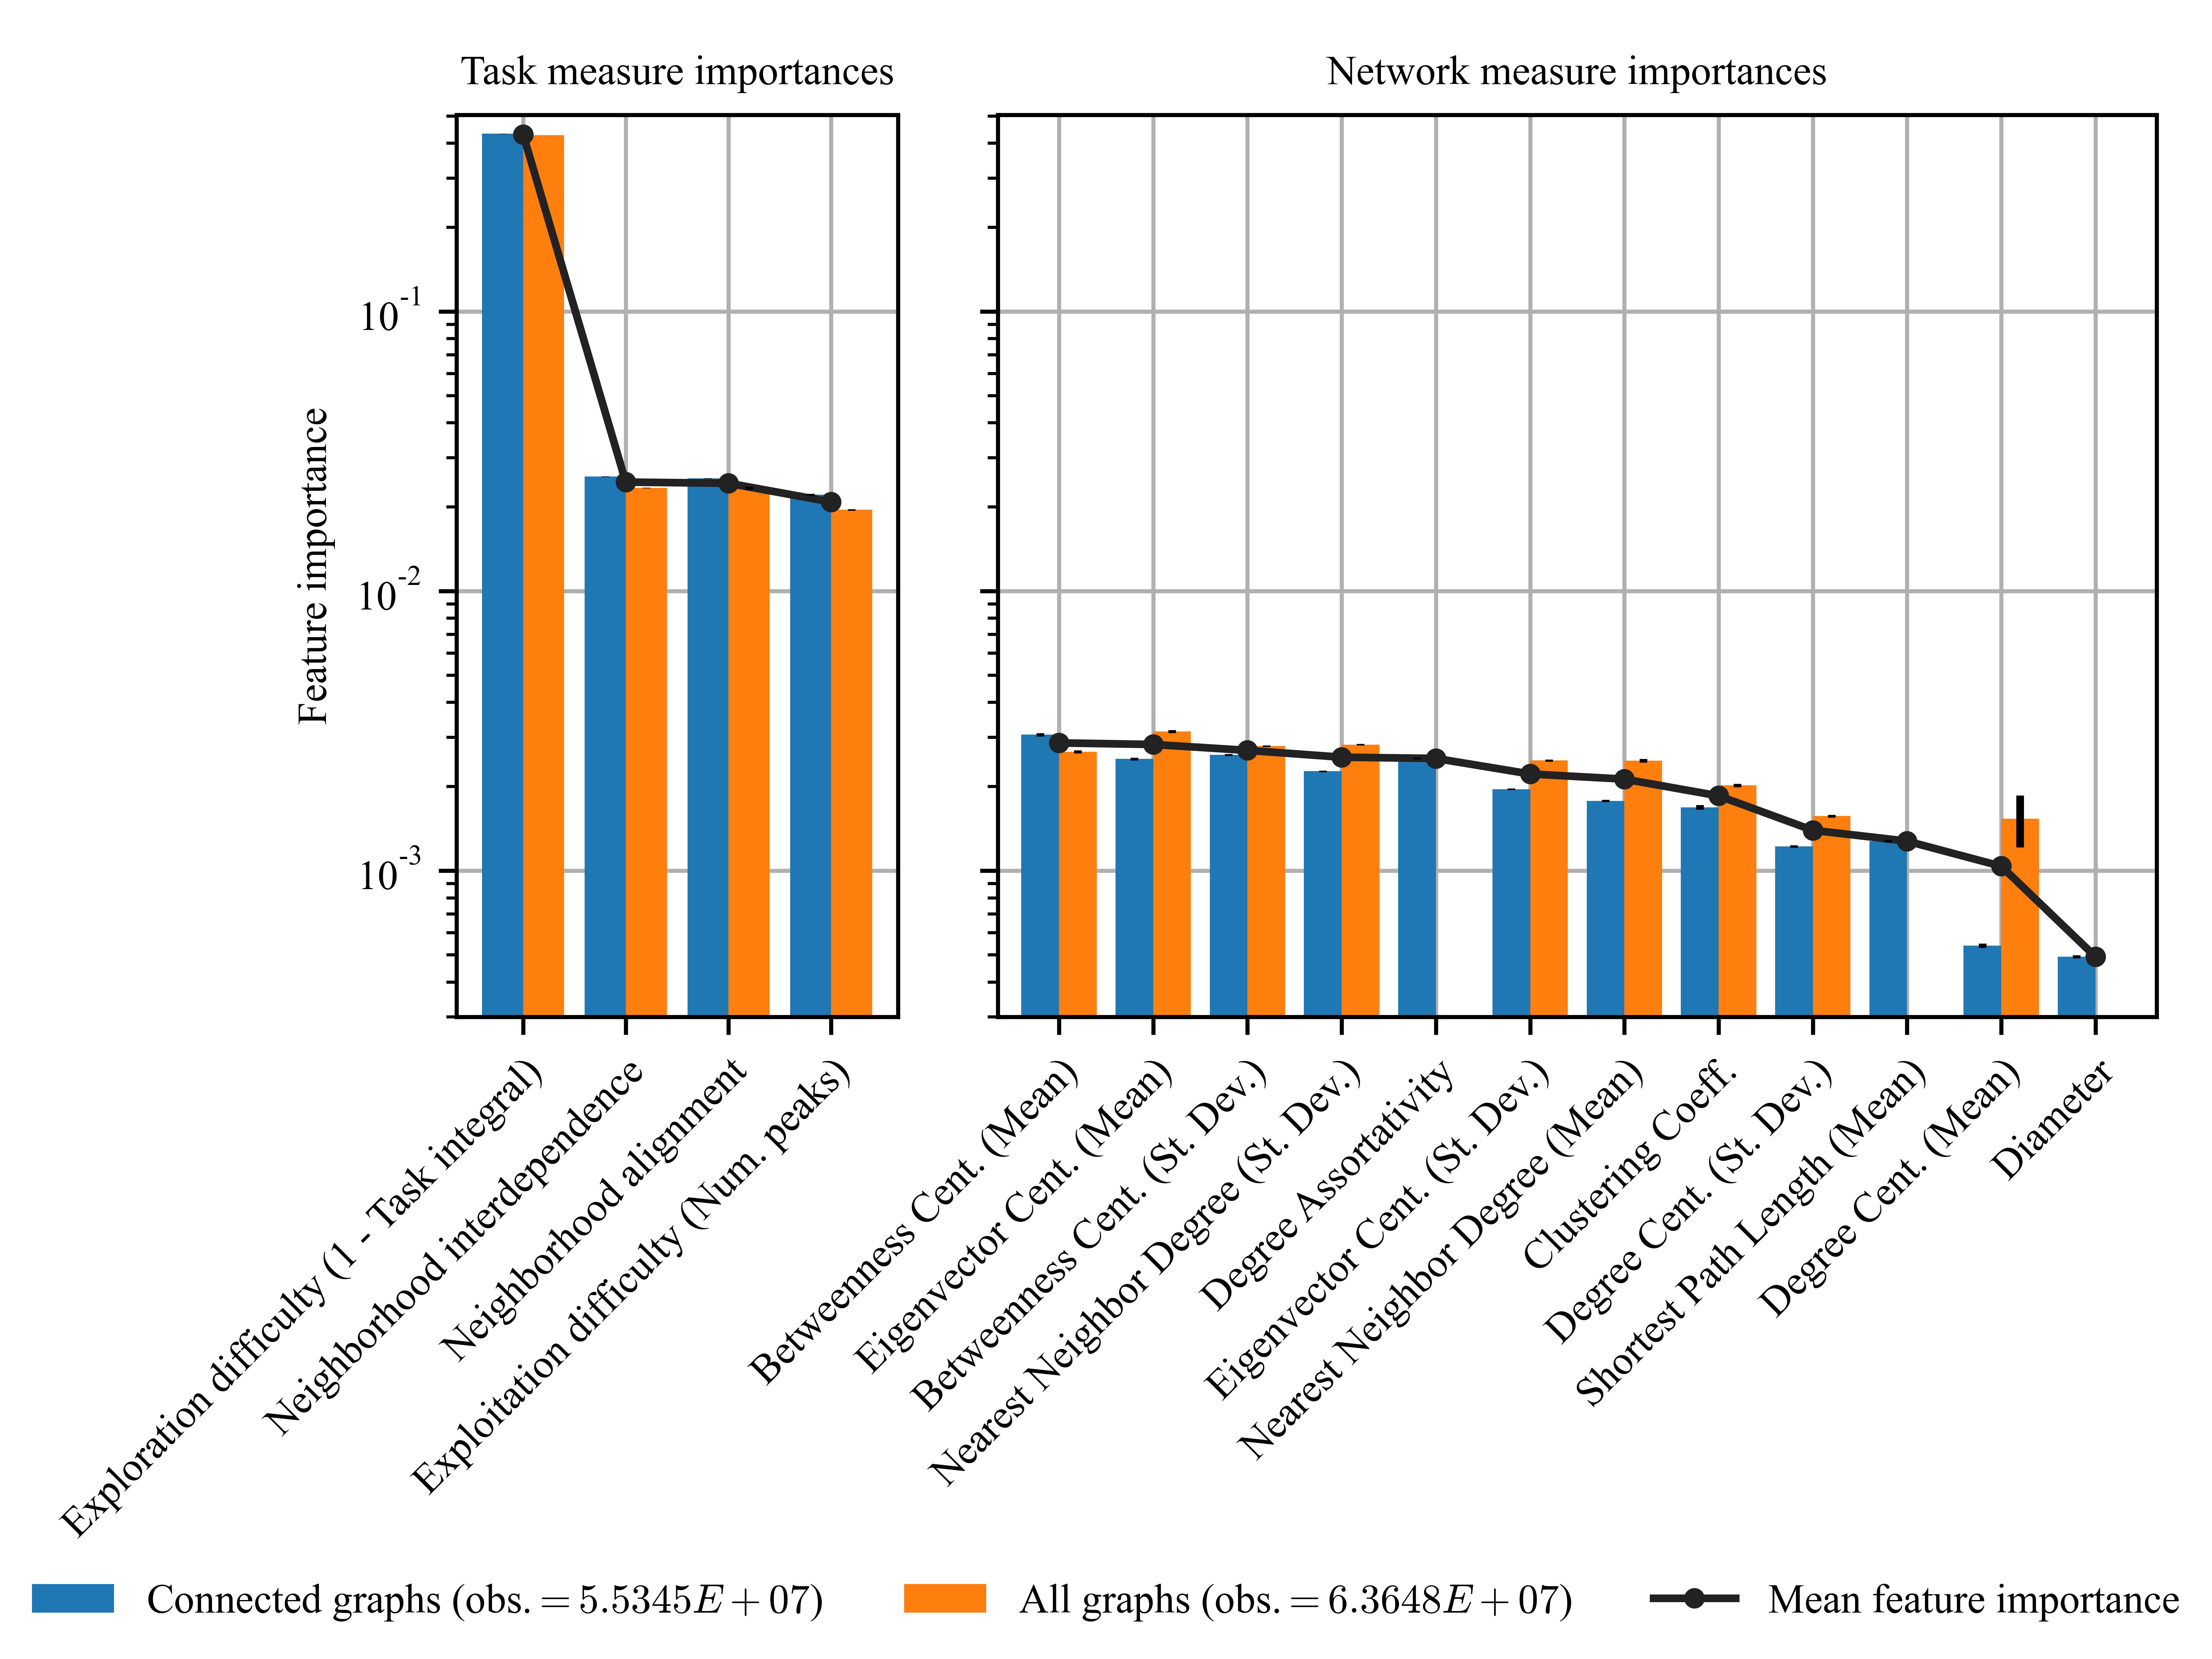 Task measure importances
Network measure importances
Feature importance
10^-1
10^-2
10^-3
Exploration difficulty (1 - Task integral)
Neighborhood interdependence
Neighborhood alignment
Exploitation difficulty (Num. peaks)
Betweenness Cent. (Mean)
Eigenvector Cent. (Mean)
Betweenness Cent. (St. Dev.)
Nearest Neighbor Degree (St. Dev.)
Degree Assortativity
Eigenvector Cent. (St. Dev.)
Nearest Neighbor Degree (Mean)
Clustering Coeff.
Degree Cent. (St. Dev.)
Shortest Path Length (Mean)
Degree Cent. (Mean)
Diameter
Connected graphs (obs. = 5.5345E + 07)
All graphs (obs. = 6.3648E + 07)
Mean feature importance